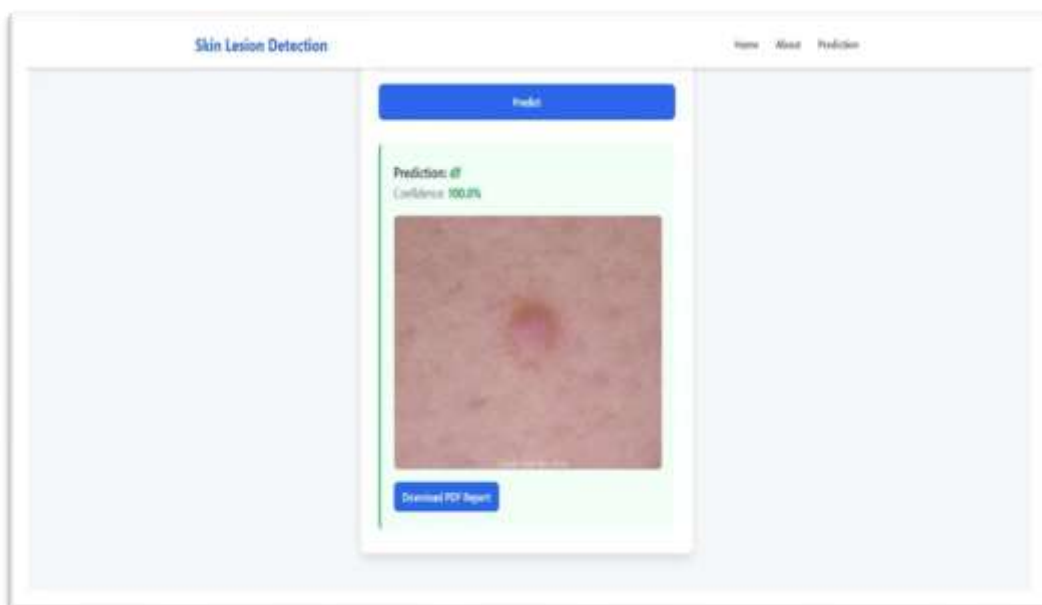 Skin Lesion Detection
Home About Prediction
Predict
Prediction: df
Confidence: 100.0%
Download PDF Report